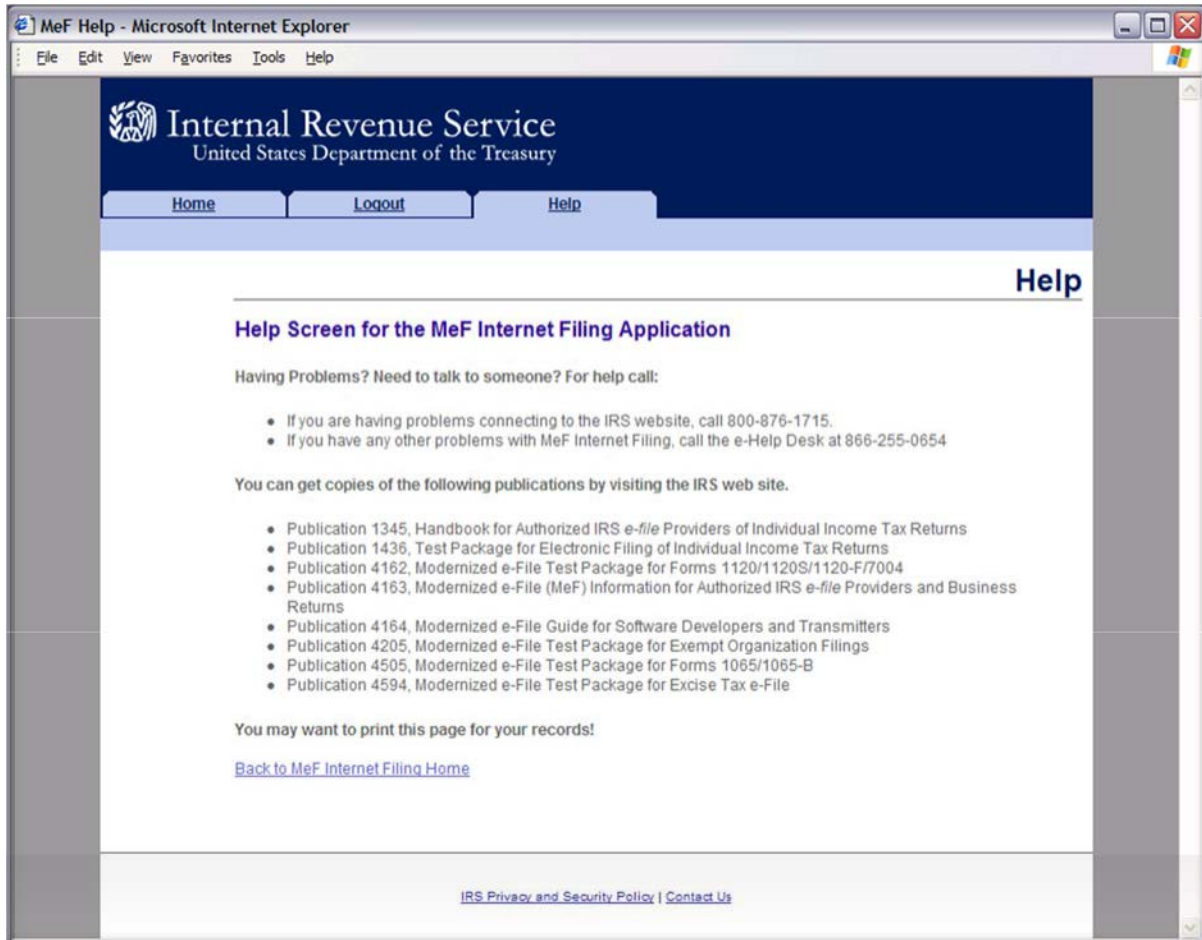 MeF Help - Microsoft Internet Explorer
File Edit View Favorites Tools Help
Internal Revenue Service
United States Department of the Treasury
Home Logout Help
Help
Help Screen for the MeF Internet Filing Application
Having Problems? Need to talk to someone? For help call:
• If you are having problems connecting to the IRS website, call 800-876-1715.
• If you have any other problems with MeF Internet Filing, call the e-Help Desk at 866-255-0654
You can get copies of the following publications by visiting the IRS web site.
• Publication 1345, Handbook for Authorized IRS e-file Providers of Individual Income Tax Returns
• Publication 1436, Test Package for Electronic Filing of Individual Income Tax Returns
• Publication 4162, Modernized e-File Test Package for Forms 1120/1120S/1120-F/7004
• Publication 4163, Modernized e-File (MeF) Information for Authorized IRS e-file Providers and Business
Returns
• Publication 4164, Modernized e-File Guide for Software Developers and Transmitters
• Publication 4205, Modernized e-File Test Package for Exempt Organization Filings
• Publication 4505, Modernized e-File Test Package for Forms 1065/1065-B
• Publication 4594, Modernized e-File Test Package for Excise Tax e-File
You may want to print this page for your records!
Back to MeF Internet Filing Home
IRS Privacy and Security Policy | Contact Us